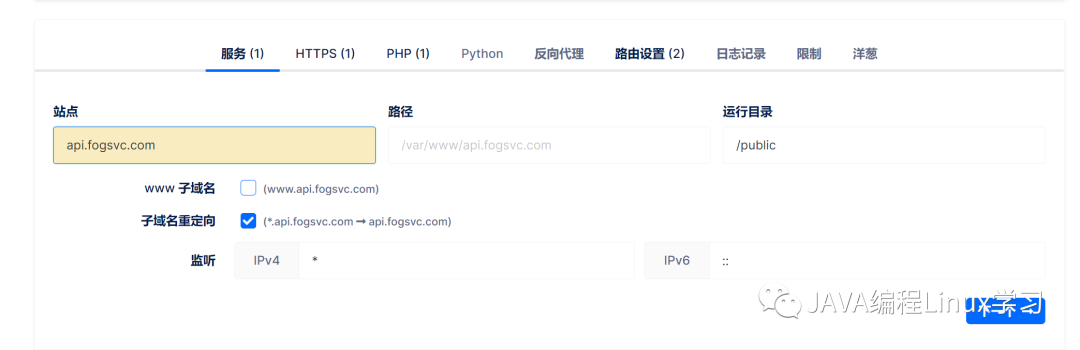 服务 (1) HTTPS (1) PHP (1) Python 反向代理 路由设置 (2) 日志记录 限制 洋葱
站点 路径 运行目录
api.fogsvc.com /var/www/api.fogsvc.com /public
www 子域名 (www.api.fogsvc.com)
子域名重定向 (*.api.fogsvc.com ➞ api.fogsvc.com)
监听 IPv4 * IPv6 ::
JAVA编程Linux学习